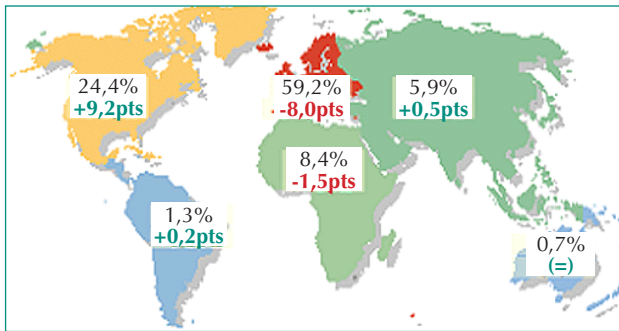 24,4%
+9,2pts
59,2%
-8,0pts
5,9%
+0,5pts
8,4%
-1,5pts
1,3%
+0,2pts
0,7%
(=)